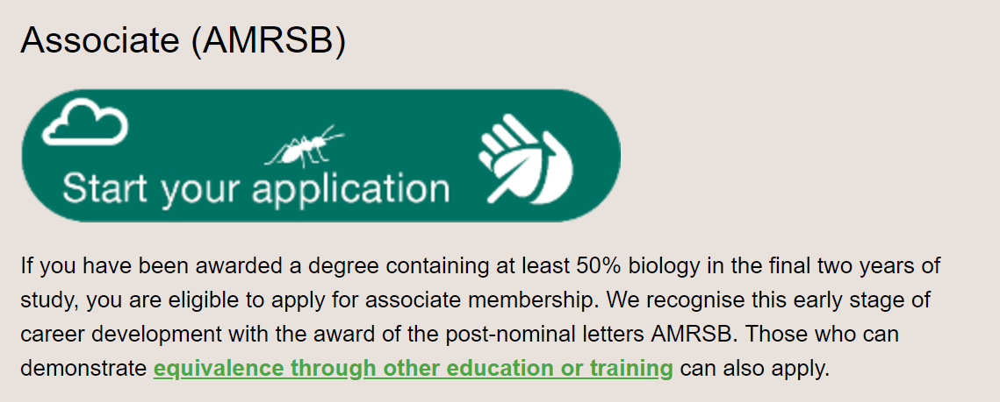 Associate (AMRSB)
Start your application
If you have been awarded a degree containing at least 50% biology in the final two years of
study, you are eligible to apply for associate membership. We recognise this early stage of
career development with the award of the post-nominal letters AMRSB. Those who can
demonstrate equivalence through other education or training can also apply.